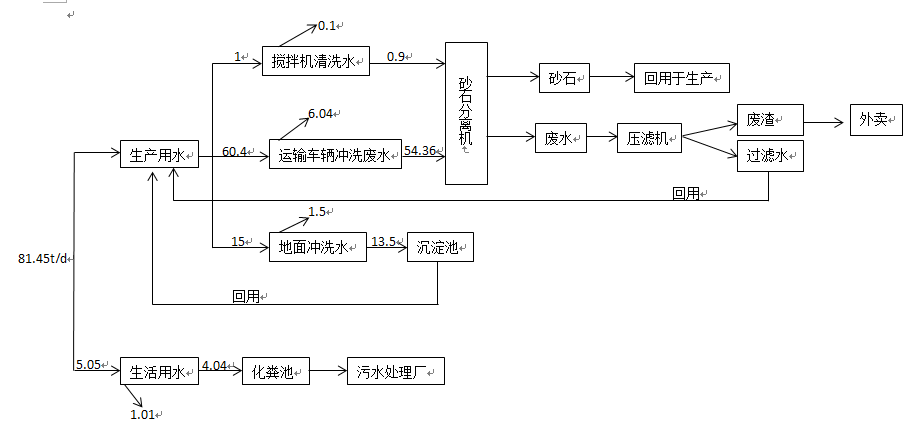 0.1
1
搅拌机清洗水
0.9
砂石分离机
砂石
回用于生产
6.04
生产用水
60.4
运输车辆冲洗废水
54.36
废水
压滤机
废渣
外卖
过滤水
回用
1.5
15
地面冲洗水
13.5
沉淀池
81.45t/d
回用
5.05
生活用水
4.04
化粪池
污水处理厂
1.01